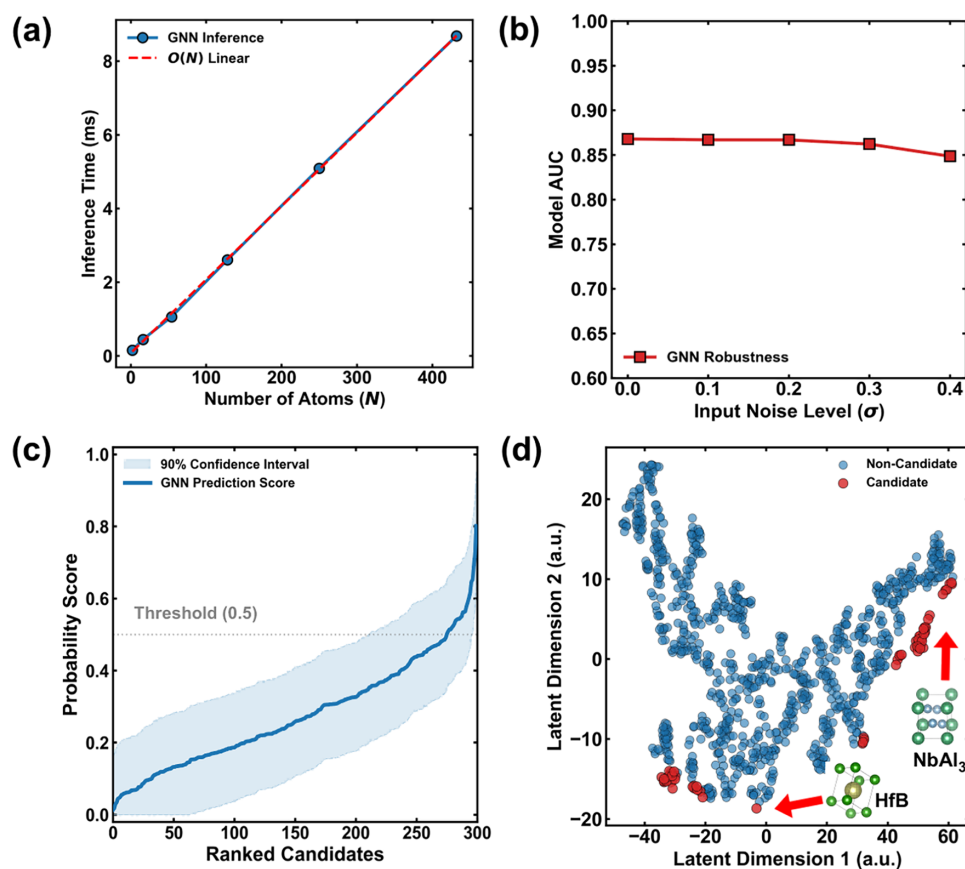 (a)
GNN Inference
O(N) Linear
8
6
4
2
0
Inference Time (ms)
0 100 200 300 400
Number of Atoms (N)
(b)
1.00
0.95
0.90
0.85
0.80
0.75
0.70
0.65
0.60
Model AUC
GNN Robustness
0.0 0.1 0.2 0.3 0.4
Input Noise Level (σ)
(c)
90% Confidence Interval
GNN Prediction Score
1.0
0.8
0.6
0.4
0.2
0.0
Probability Score
Threshold (0.5)
0 50 100 150 200 250 300
Ranked Candidates
(d)
Non-Candidate
Candidate
20
10
0
−10
−20
Latent Dimension 2 (a.u.)
NbAl3
HfB
−40 −20 0 20 40 60
Latent Dimension 1 (a.u.)